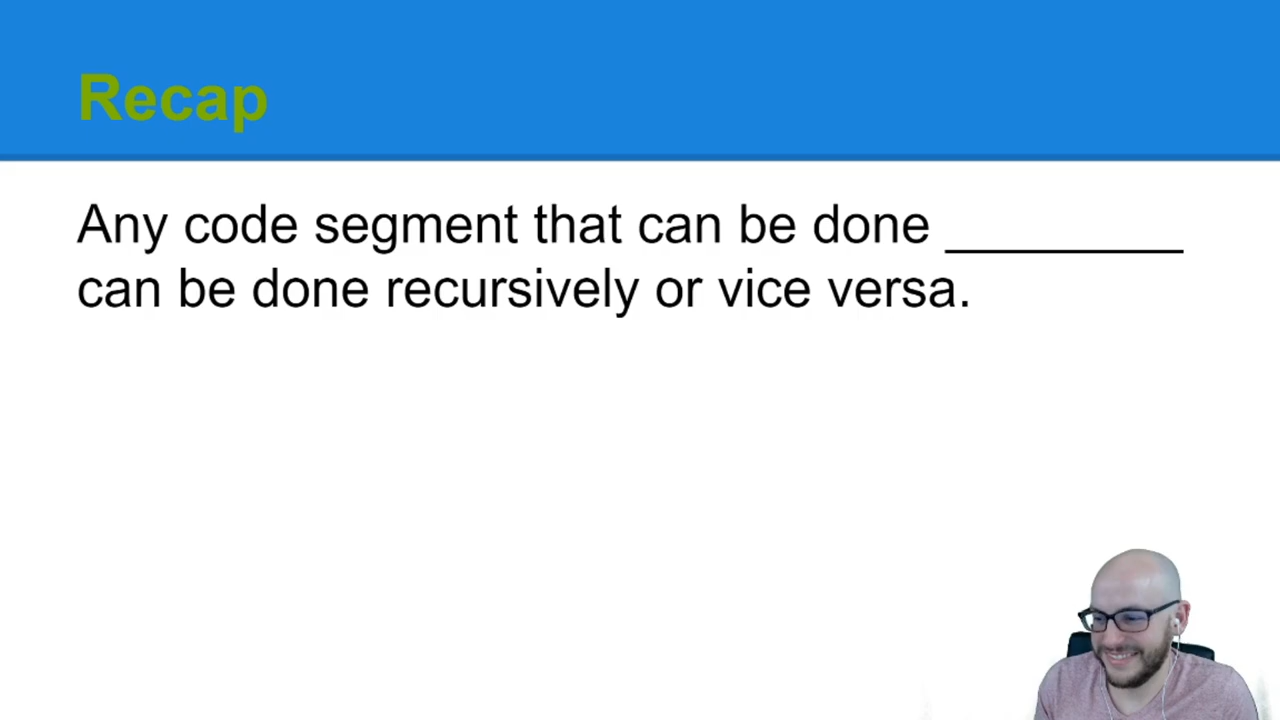 Recap
Any code segment that can be done _________
can be done recursively or vice versa.